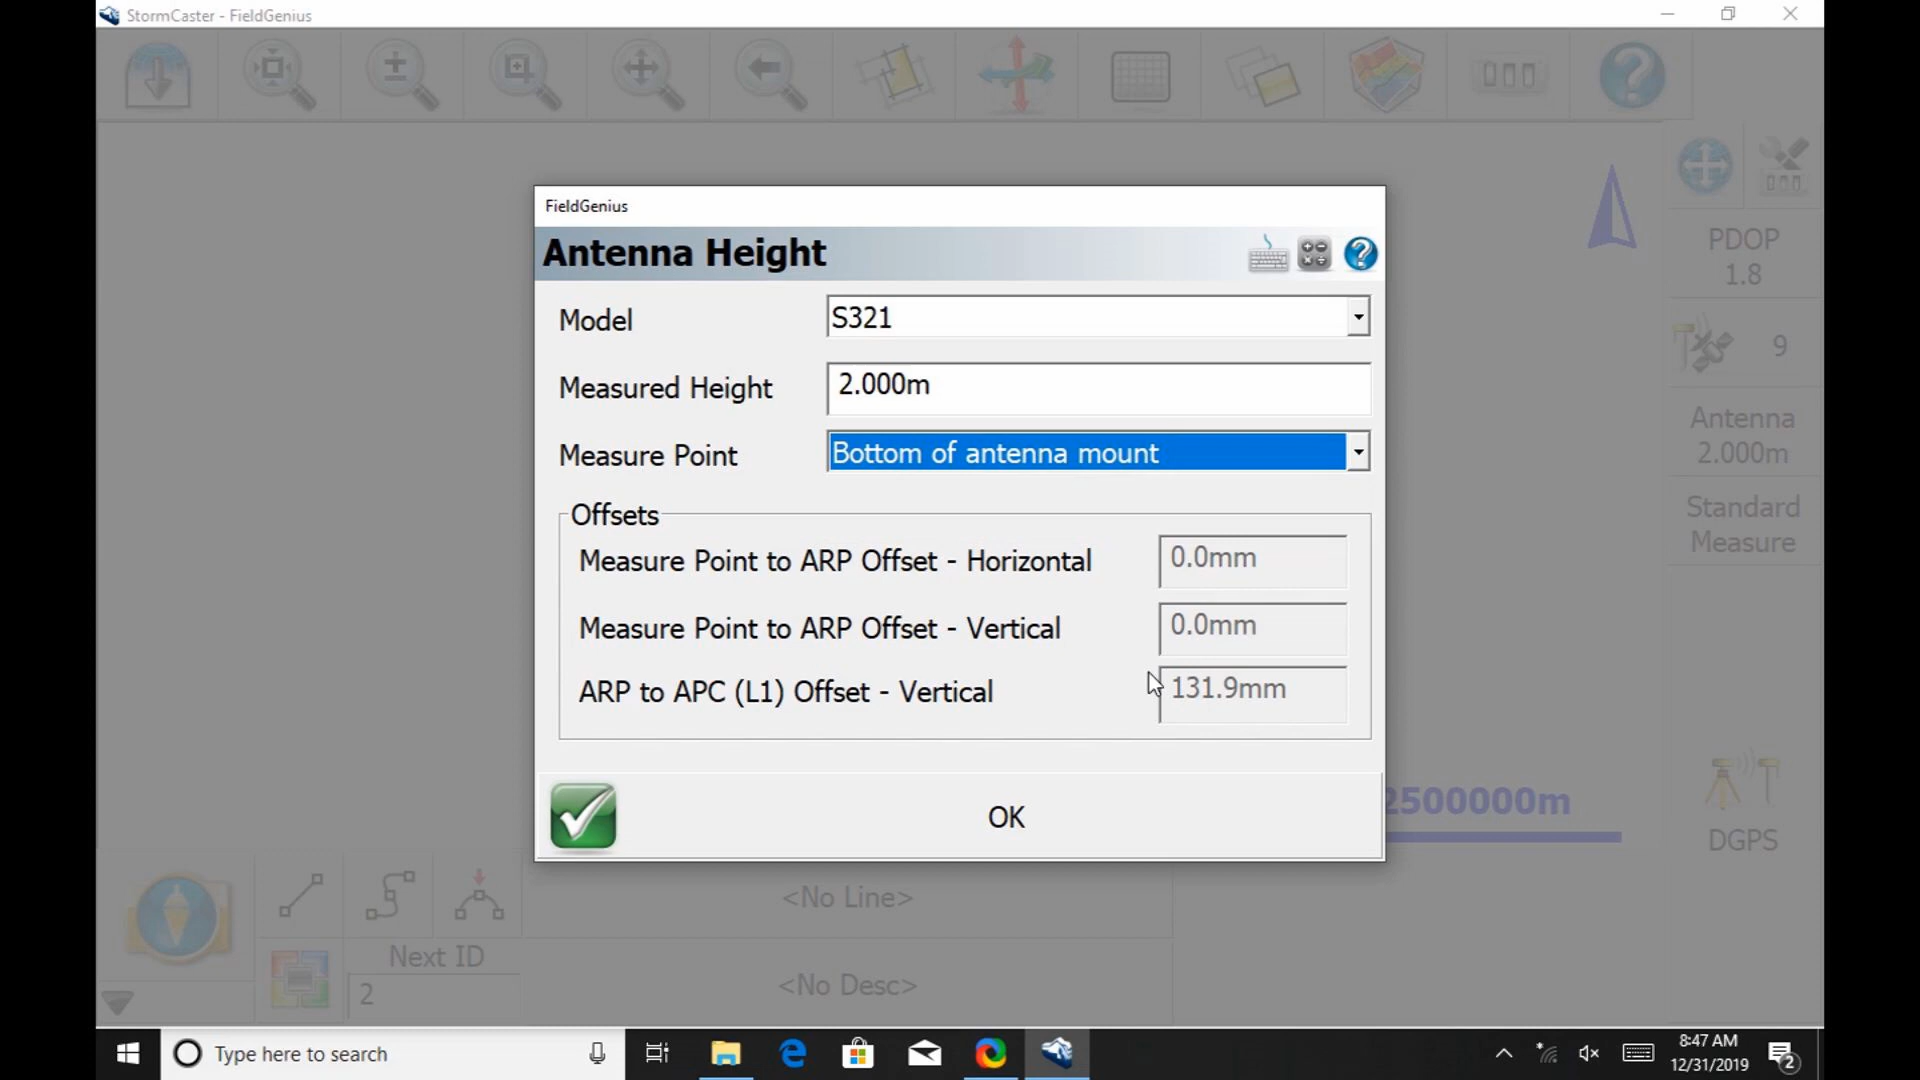 StormCaster - FieldGenius
PDOP
1.8
9
Antenna
2.000m
Standard
Measure
FieldGenius
Antenna Height
Model
S321
Measured Height
2.000m
Measure Point
Bottom of antenna mount
Offsets
Measure Point to ARP Offset - Horizontal
0.0mm
Measure Point to ARP Offset - Vertical
0.0mm
ARP to APC (L1) Offset - Vertical
131.9mm
OK
2500000m
DGPS
<No Line>
Next ID
2
<No Desc>
Type here to search
8:47 AM
12/31/2019
2